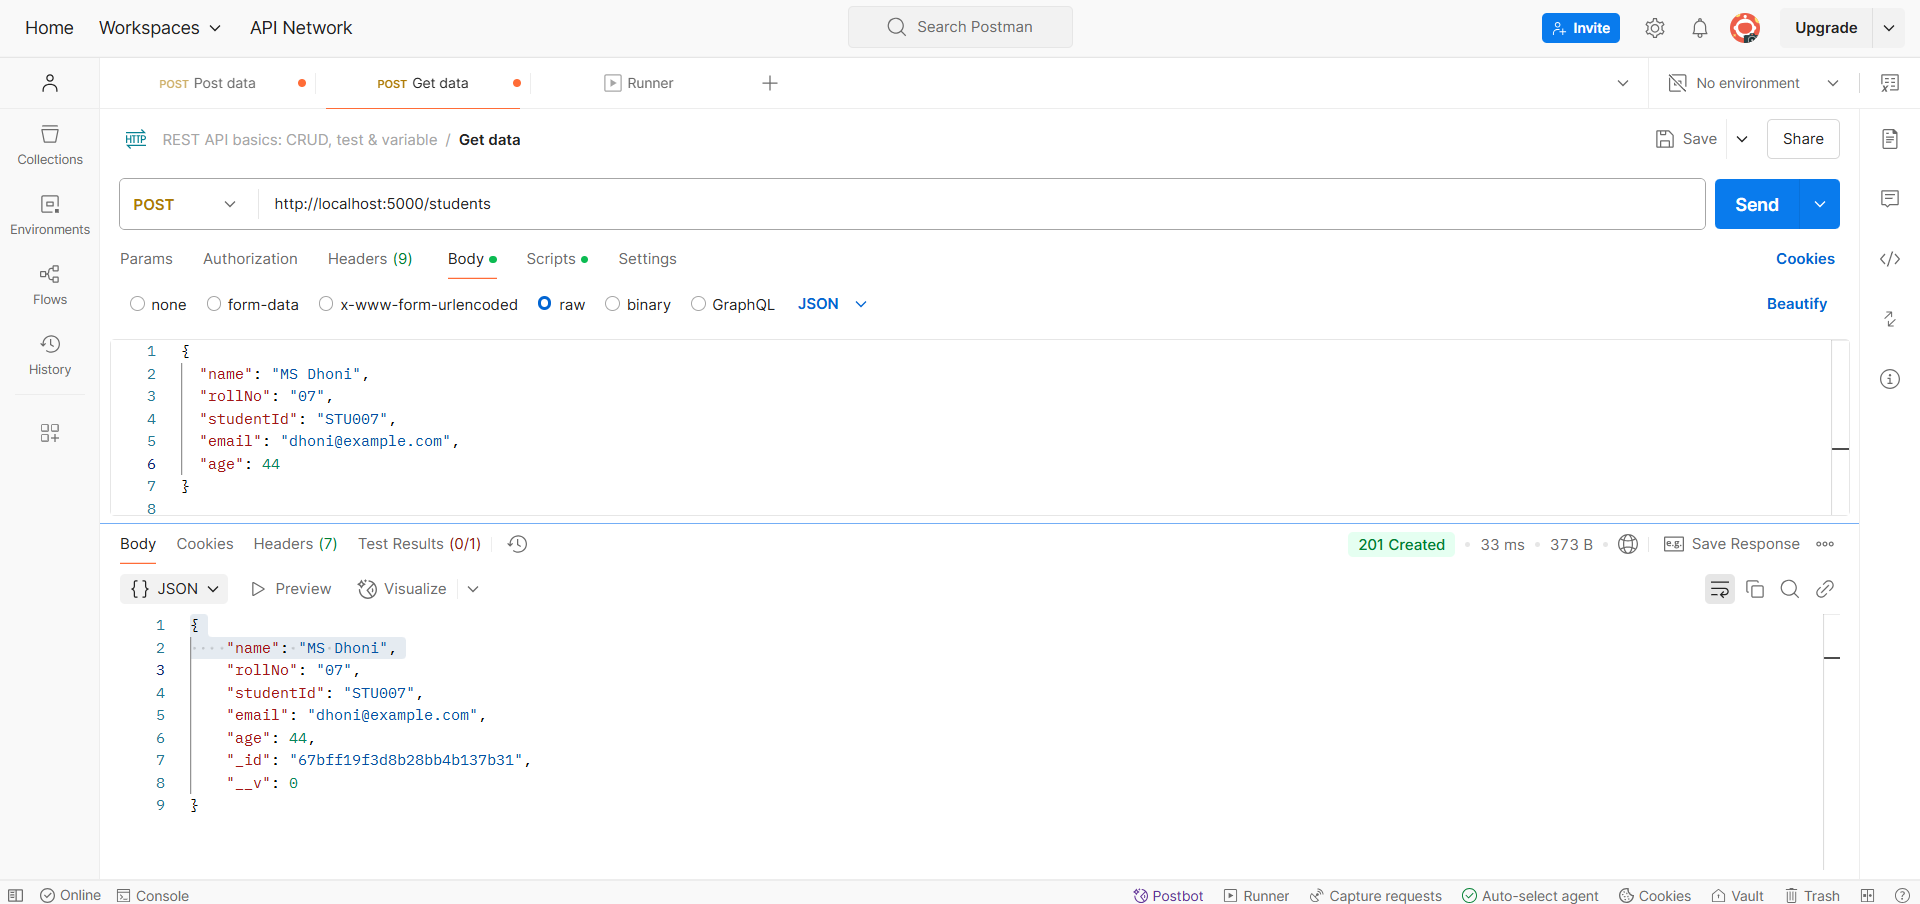 Home Workspaces API Network Search Postman Invite Upgrade
POST Post data POST Get data Runner No environment
REST API basics: CRUD, test & variable / Get data Save Share
HTTP
Collections
Environments
Flows
History
POST http://localhost:5000/students Send
Params Authorization Headers (9) Body Scripts Settings Cookies
none form-data x-www-form-urlencoded raw binary GraphQL JSON Beautify
1 {
2 "name": "MS Dhoni",
3 "rollNo": "07",
4 "studentId": "STU007",
5 "email": "dhoni@example.com",
6 "age": 44
7 }
8
Body Cookies Headers (7) Test Results (0/1) 201 Created 33 ms 373 B e.g. Save Response
{} JSON Preview Visualize
1 {
2 "name": "MS Dhoni",
3 "rollNo": "07",
4 "studentId": "STU007",
5 "email": "dhoni@example.com",
6 "age": 44,
7 "_id": "67bff19f3d8b28bb4b137b31",
8 "__v": 0
9 }
Online Console Postbot Runner Capture requests Auto-select agent Cookies Vault Trash